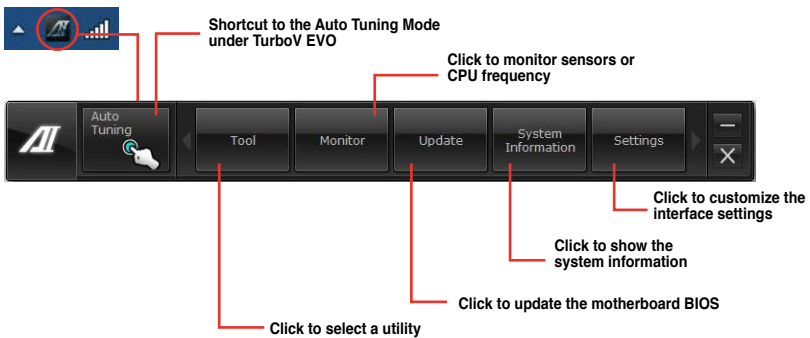 Shortcut to the Auto Tuning Mode
under TurboV EVO
Click to monitor sensors or
CPU frequency
Auto
Tuning
Tool
Monitor
Update
System
Information
Settings
Click to customize the
interface settings
Click to show the
system information
Click to update the motherboard BIOS
Click to select a utility